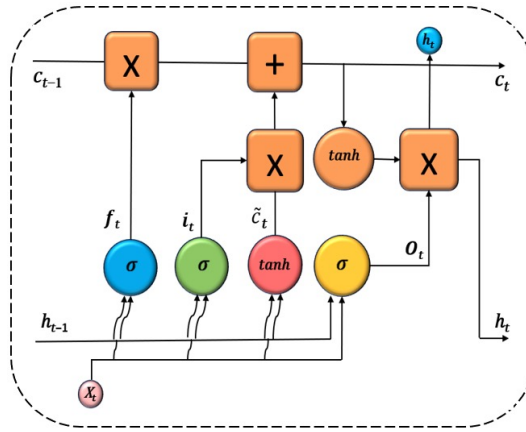 h_t
X
+
c_{t-1}
c_t
tanh
X
X
f_t
i_t
c̃_t
O_t
σ
σ
tanh
σ
h_{t-1}
h_t
X_t